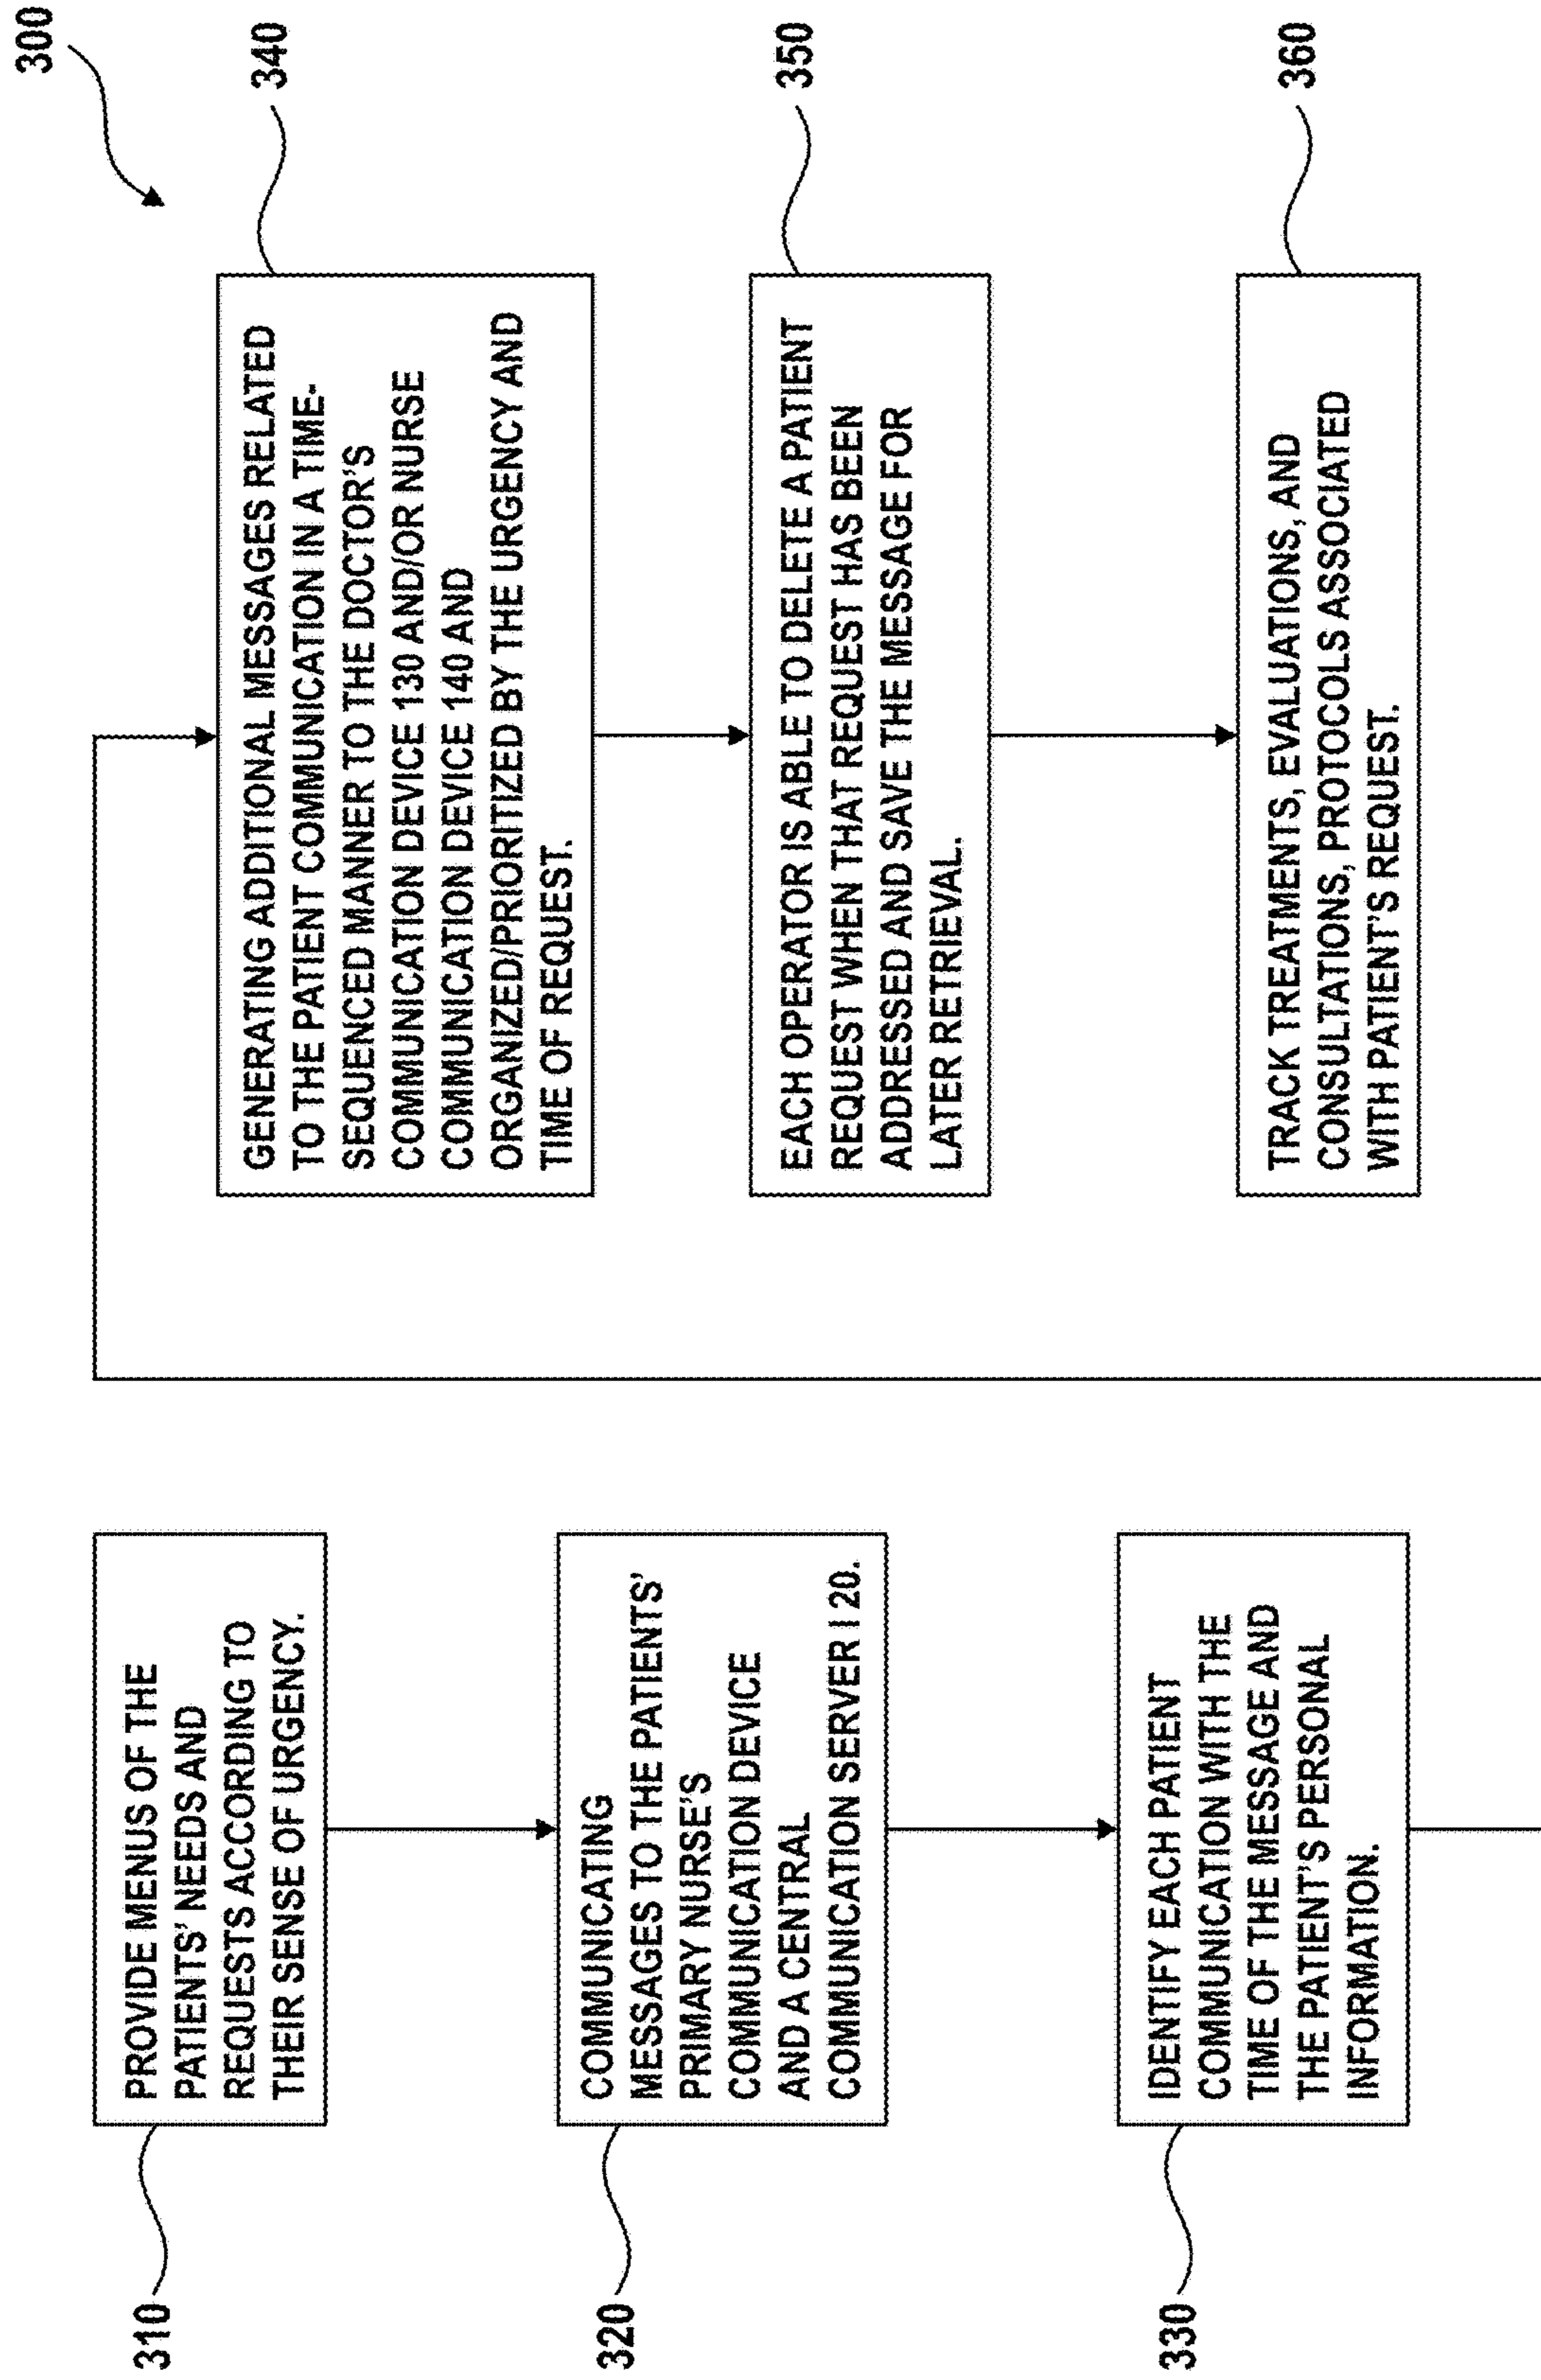 300
310
PROVIDE MENUS OF THE
PATIENTS' NEEDS AND
REQUESTS ACCORDING TO
THEIR SENSE OF URGENCY.
320
COMMUNICATING
MESSAGES TO THE PATIENTS'
PRIMARY NURSE'S
COMMUNICATION DEVICE
AND A CENTRAL
COMMUNICATION SERVER I 20.
330
IDENTIFY EACH PATIENT
COMMUNICATION WITH THE
TIME OF THE MESSAGE AND
THE PATIENT'S PERSONAL
INFORMATION.
340
GENERATING ADDITIONAL MESSAGES RELATED
TO THE PATIENT COMMUNICATION IN A TIME-
SEQUENCED MANNER TO THE DOCTOR'S
COMMUNICATION DEVICE 130 AND/OR NURSE
COMMUNICATION DEVICE 140 AND
ORGANIZED/PRIORITIZED BY THE URGENCY AND
TIME OF REQUEST.
350
EACH OPERATOR IS ABLE TO DELETE A PATIENT
REQUEST WHEN THAT REQUEST HAS BEEN
ADDRESSED AND SAVE THE MESSAGE FOR
LATER RETRIEVAL.
360
TRACK TREATMENTS, EVALUATIONS, AND
CONSULTATIONS, PROTOCOLS ASSOCIATED
WITH PATIENT'S REQUEST.